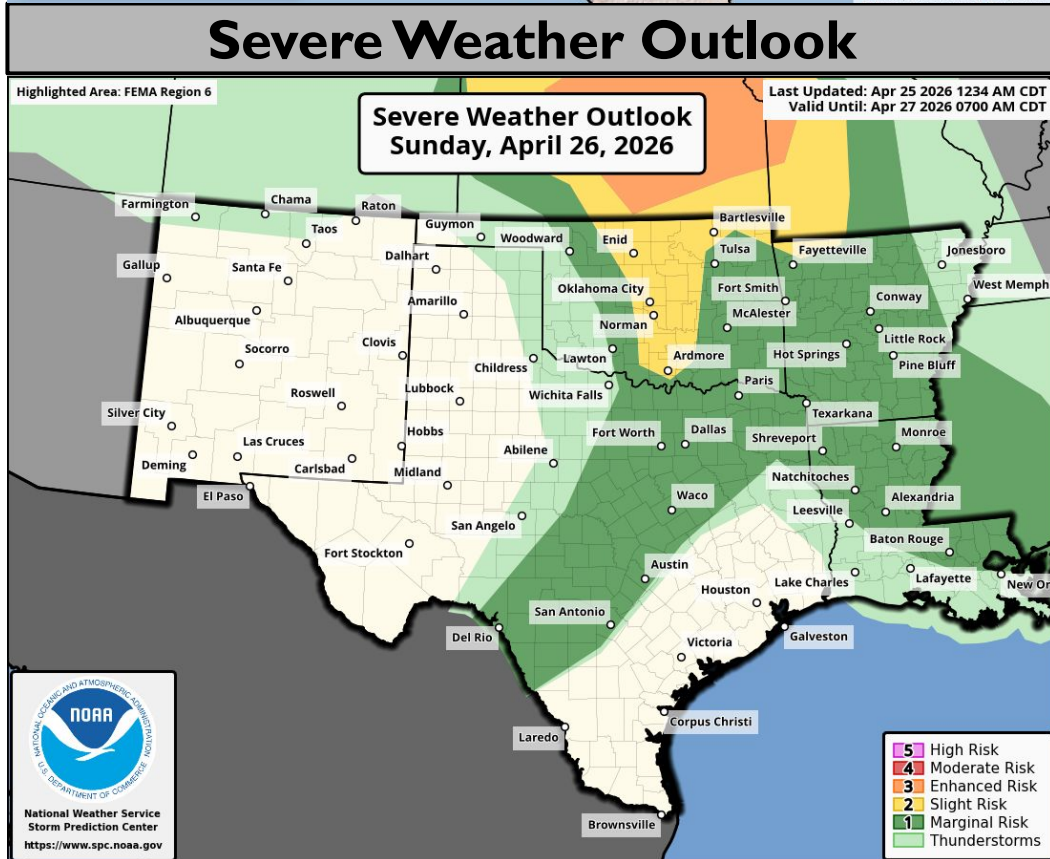 Severe Weather Outlook
Highlighted Area: FEMA Region 6
Last Updated: Apr 25 2026 1234 AM CDT
Valid Until: Apr 27 2026 0700 AM CDT
Severe Weather Outlook
Sunday, April 26, 2026
Farmington
Chama
Raton
Taos
Guymon
Bartlesville
Woodward
Enid
Tulsa
Fayetteville
Jonesboro
Gallup
Santa Fe
Dalhart
Oklahoma City
Fort Smith
West Memph
Albuquerque
Amarillo
Norman
McAlester
Conway
Socorro
Clovis
Childress
Lawton
Ardmore
Hot Springs
Little Rock
Pine Bluff
Roswell
Lubbock
Wichita Falls
Paris
Silver City
Texarkana
Las Cruces
Hobbs
Fort Worth
Dallas
Shreveport
Monroe
Deming
Carlsbad
Midland
Abilene
Natchitoches
El Paso
Waco
Alexandria
San Angelo
Leesville
Fort Stockton
Baton Rouge
Austin
Houston
Lake Charles
Lafayette
New Or
San Antonio
Del Rio
Victoria
Galveston
Laredo
Corpus Christi
Brownsville
NATIONAL OCEANIC AND ATMOSPHERIC ADMINISTRATION
NOAA
U.S. DEPARTMENT OF COMMERCE
National Weather Service
Storm Prediction Center
https://www.spc.noaa.gov
5 High Risk
4 Moderate Risk
3 Enhanced Risk
2 Slight Risk
1 Marginal Risk
Thunderstorms